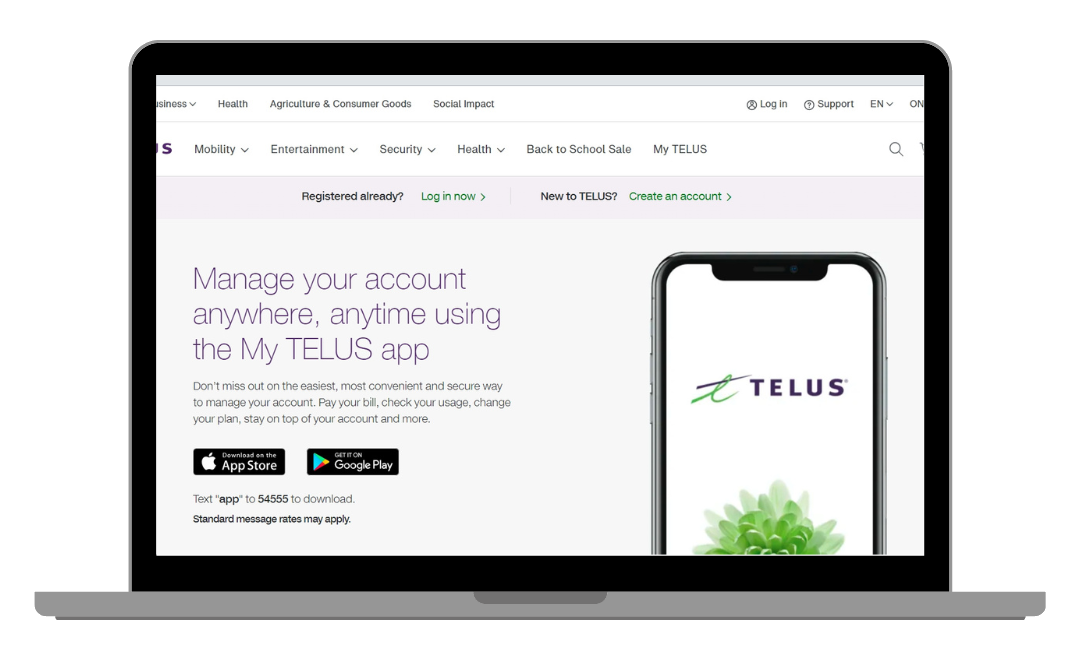 usiness
Health
Agriculture & Consumer Goods
Social Impact
Log in
Support
EN
ON
US
Mobility
Entertainment
Security
Health
Back to School Sale
My TELUS
Registered already? Log in now
New to TELUS? Create an account
Manage your account
anywhere, anytime using
the My TELUS app
Don't miss out on the easiest, most convenient and secure way
to manage your account. Pay your bill, check your usage, change
your plan, stay on top of your account and more.
Download on the
App Store
GET IT ON
Google Play
Text "app" to 54555 to download.
Standard message rates may apply.
TELUS